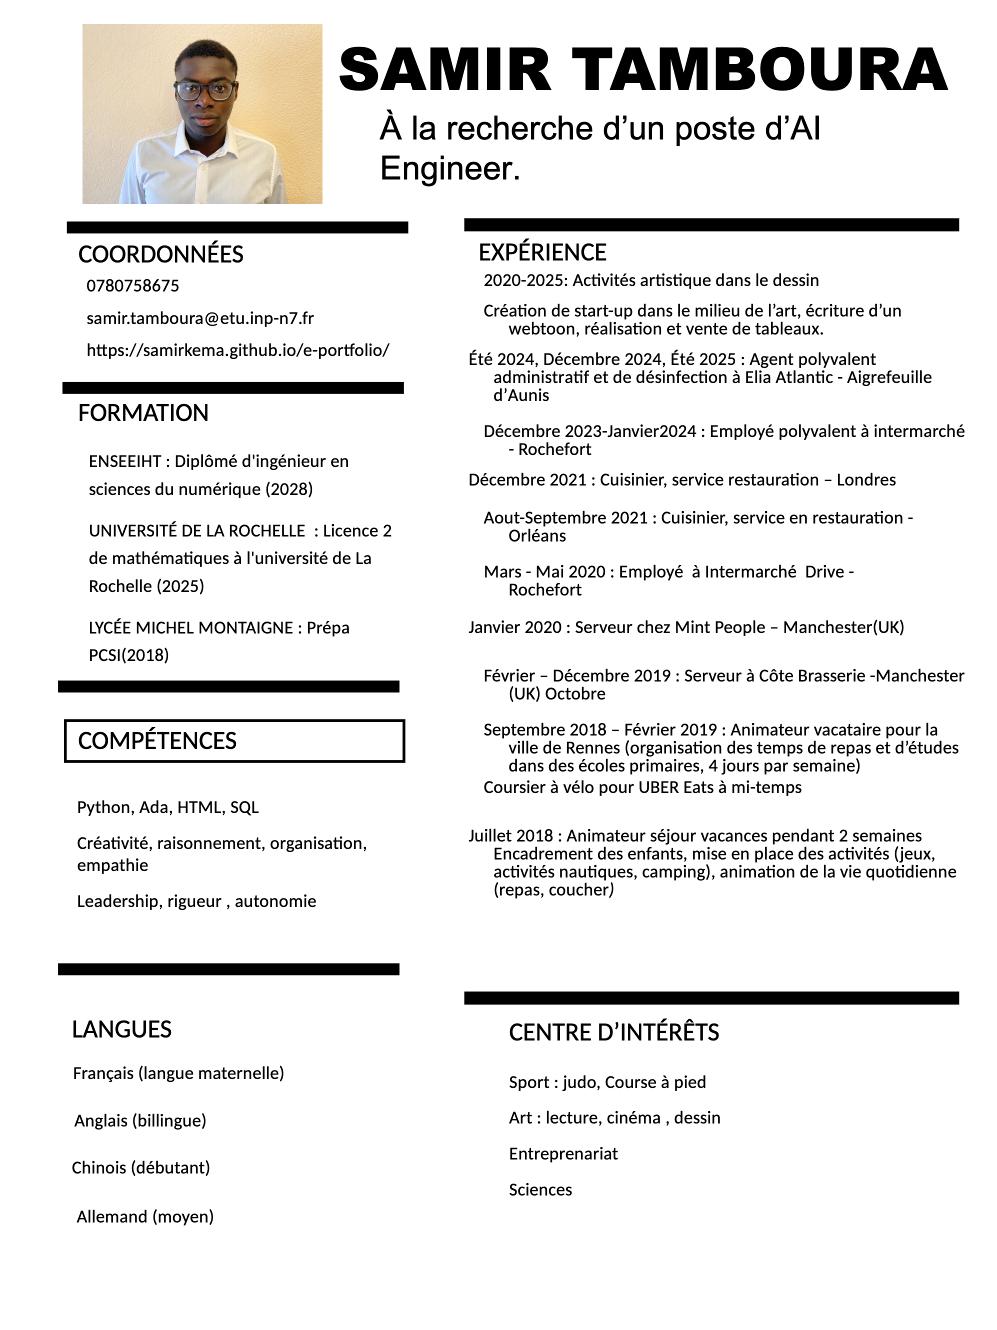 SAMIR TAMBOURA
À la recherche d’un poste d’AI
Engineer.
COORDONNÉES
0780758675
samir.tamboura@etu.inp-n7.fr
https://samirkema.github.io/e-portfolio/
FORMATION
ENSEEIHT : Diplômé d'ingénieur en
sciences du numérique (2028)
UNIVERSITÉ DE LA ROCHELLE  : Licence 2
de mathématiques à l'université de La
Rochelle (2025)
LYCÉE MICHEL MONTAIGNE : Prépa
PCSI(2018)
COMPÉTENCES
Python, Ada, HTML, SQL
Créativité, raisonnement, organisation,
empathie
Leadership, rigueur , autonomie
LANGUES
Français (langue maternelle)
Anglais (billingue)
Chinois (débutant)
Allemand (moyen)
EXPÉRIENCE
2020-2025: Activités artistique dans le dessin
Création de start-up dans le milieu de l’art, écriture d’un
webtoon, réalisation et vente de tableaux.
Été 2024, Décembre 2024, Été 2025 : Agent polyvalent
administratif et de désinfection à Elia Atlantic - Aigrefeuille
d’Aunis
Décembre 2023-Janvier2024 : Employé polyvalent à intermarché
- Rochefort
Décembre 2021 : Cuisinier, service restauration – Londres
Aout-Septembre 2021 : Cuisinier, service en restauration -
Orléans
Mars - Mai 2020 : Employé  à Intermarché  Drive -
Rochefort
Janvier 2020 : Serveur chez Mint People – Manchester(UK)
Février – Décembre 2019 : Serveur à Côte Brasserie -Manchester
(UK) Octobre
Septembre 2018 – Février 2019 : Animateur vacataire pour la
ville de Rennes (organisation des temps de repas et d’études
dans des écoles primaires, 4 jours par semaine)
Coursier à vélo pour UBER Eats à mi-temps
Juillet 2018 : Animateur séjour vacances pendant 2 semaines
Encadrement des enfants, mise en place des activités (jeux,
activités nautiques, camping), animation de la vie quotidienne
(repas, coucher)
CENTRE D’INTÉRÊTS
Sport : judo, Course à pied
Art : lecture, cinéma , dessin
Entreprenariat
Sciences